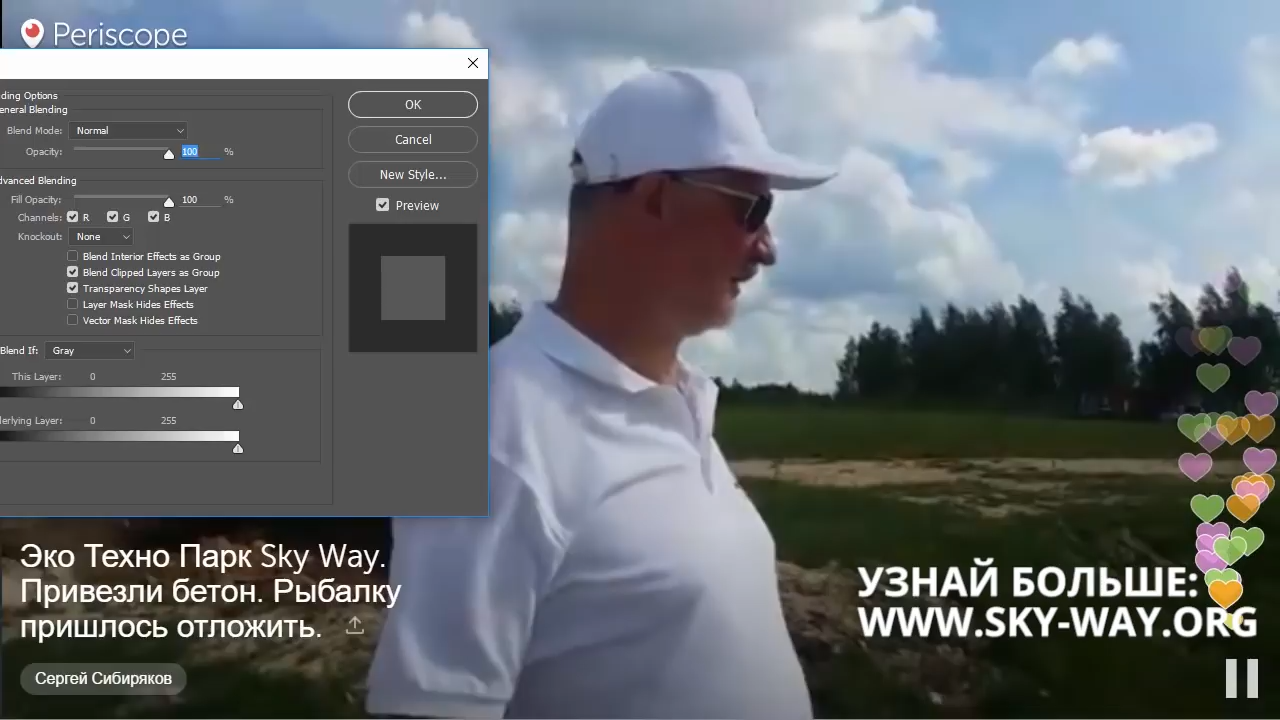 Periscope
ding Options
eneral Blending
Blend Mode: Normal
Opacity: 100 %
dvanced Blending
Fill Opacity: 100 %
Channels: R G B
Knockout: None
Blend Interior Effects as Group
Blend Clipped Layers as Group
Transparency Shapes Layer
Layer Mask Hides Effects
Vector Mask Hides Effects
Blend If: Gray
This Layer: 0 255
derlying Layer: 0 255
OK
Cancel
New Style...
Preview
Эко Техно Парк Sky Way.
Привезли бетон. Рыбалку
пришлось отложить.
Сергей Сибиряков
УЗНАЙ БОЛЬШЕ:
WWW.SKY-WAY.ORG